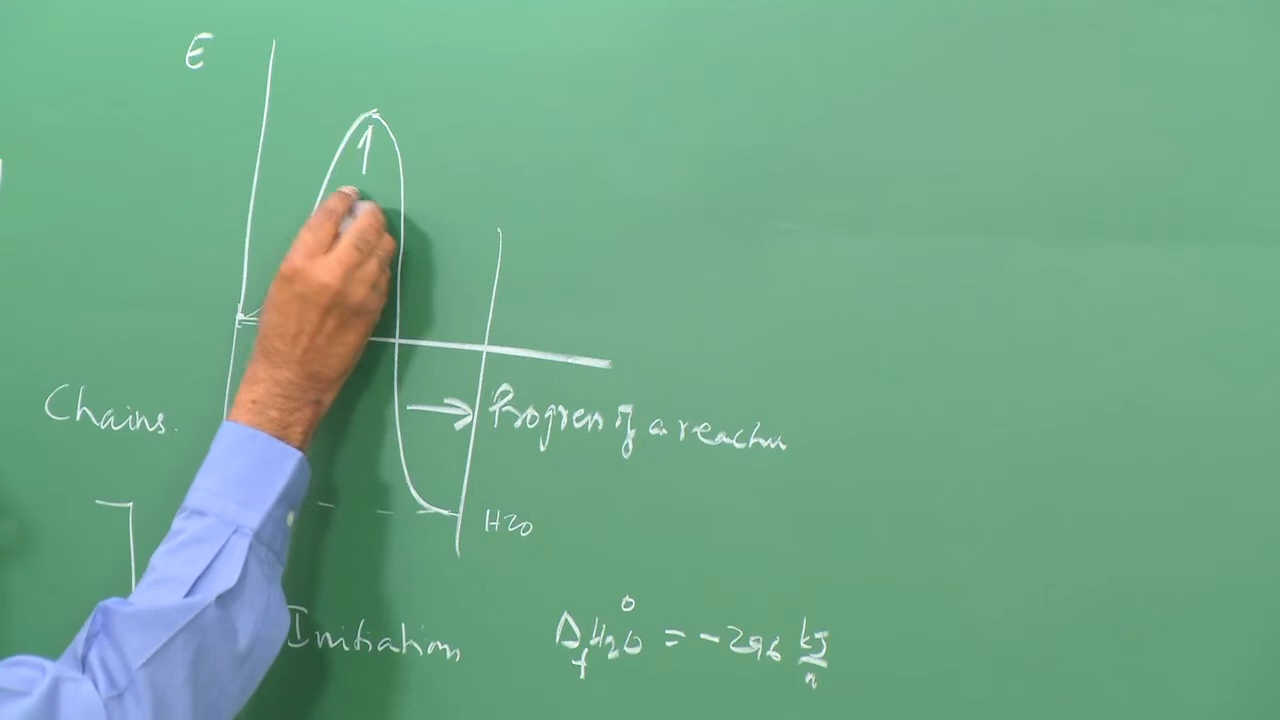 E
Chains.
Progress of a reaction
H2O
Initiation
Δf H2O° = -296 kJ/n